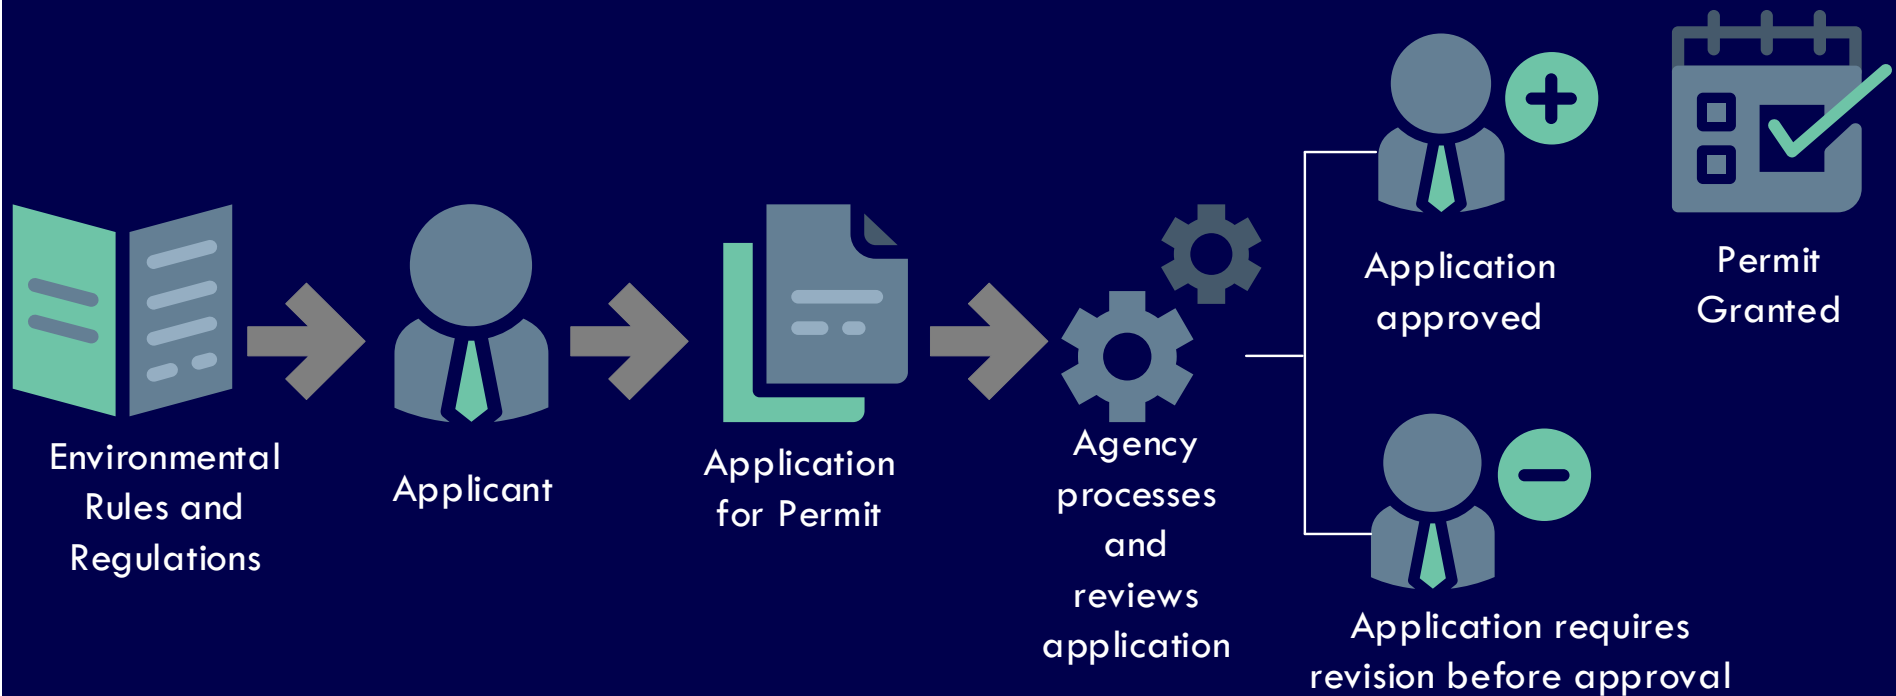 Environmental
Rules and
Regulations
Applicant
Application
for Permit
Agency
processes
and
reviews
application
Application
approved
Permit
Granted
Application requires
revision before approval